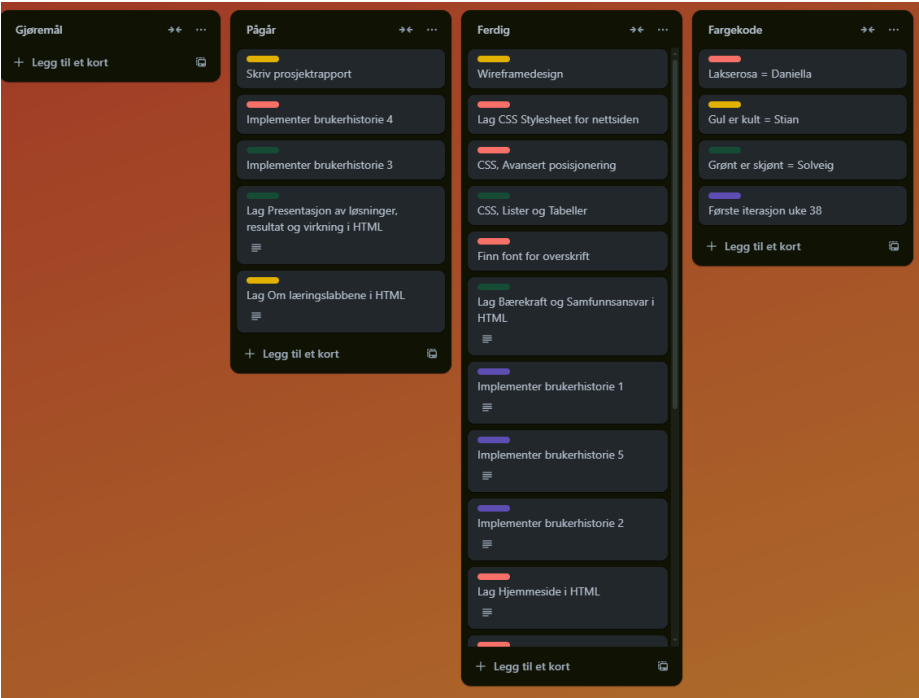 Gjøremål
+ Legg til et kort
Pågår
Skriv prosjektrapport
Implementer brukerhistorie 4
Implementer brukerhistorie 3
Lag Presentasjon av løsninger,
resultat og virkning i HTML
Lag Om læringslabbene i HTML
+ Legg til et kort
Ferdig
Wireframedesign
Lag CSS Stylesheet for nettsiden
CSS, Avansert posisjonering
CSS, Lister og Tabeller
Finn font for overskrift
Lag Bærekraft og Samfunnsansvar i
HTML
Implementer brukerhistorie 1
Implementer brukerhistorie 5
Implementer brukerhistorie 2
Lag Hjemmeside i HTML
+ Legg til et kort
Fargekode
Lakserosa = Daniella
Gul er kult = Stian
Grønt er skjønt = Solveig
Første iterasjon uke 38
+ Legg til et kort